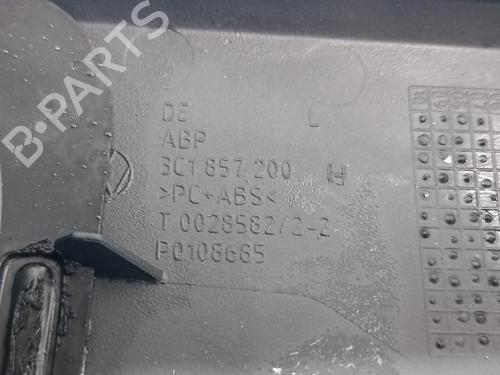 B-PARTS
DE
L
ABP
3C1 857 200 H
>PC+ABS<
T 0028582/2-2
P0108685